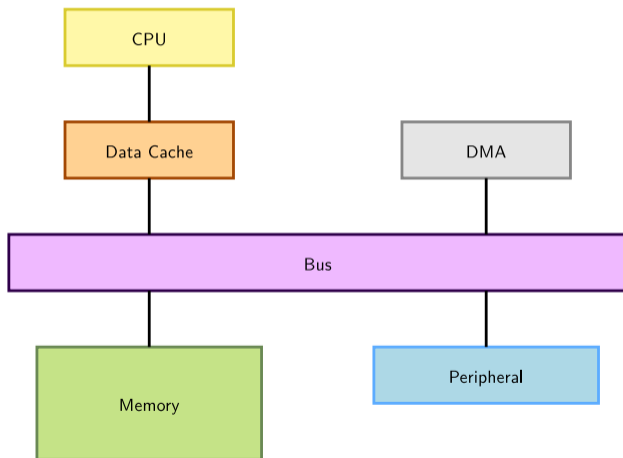 CPU
Data Cache
DMA
Bus
Memory
Peripheral